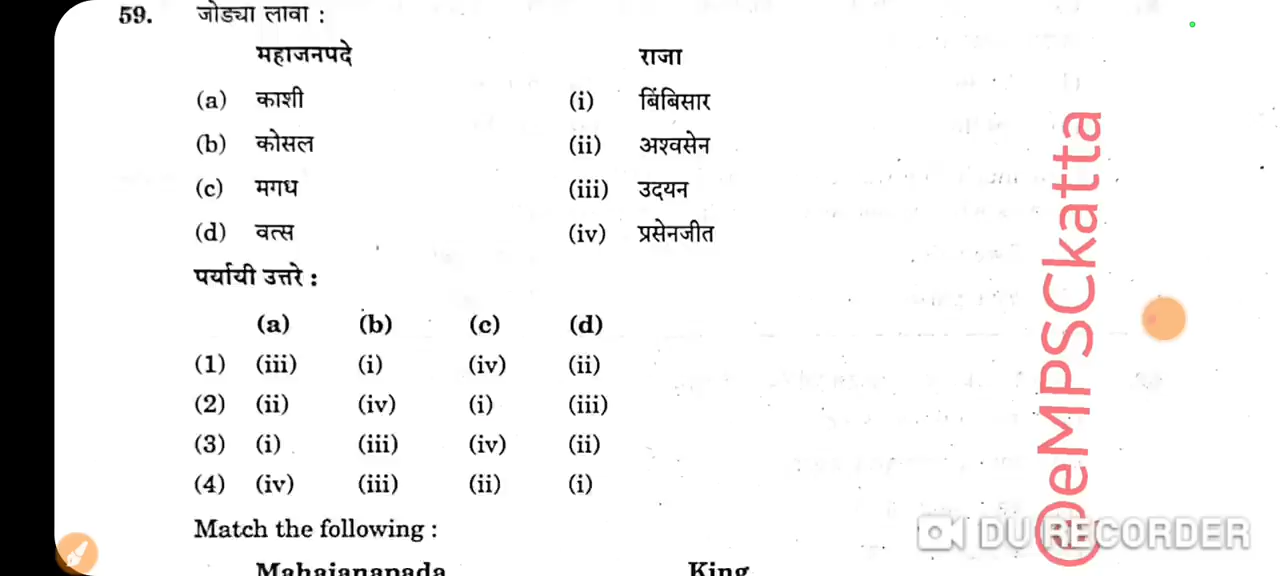 59. जोड्या लावा :
महाजनपदे राजा
(a) काशी (i) बिंबिसार
(b) कोसल (ii) अश्वसेन
(c) मगध (iii) उदयन
(d) वत्स (iv) प्रसेनजीत
पर्यायी उत्तरे :
(a) (b) (c) (d)
(1) (iii) (i) (iv) (ii)
(2) (ii) (iv) (i) (iii)
(3) (i) (iii) (iv) (ii)
(4) (iv) (iii) (ii) (i)
Match the following :
Mahajanapada King
@eMPSCkatta
DU RECORDER